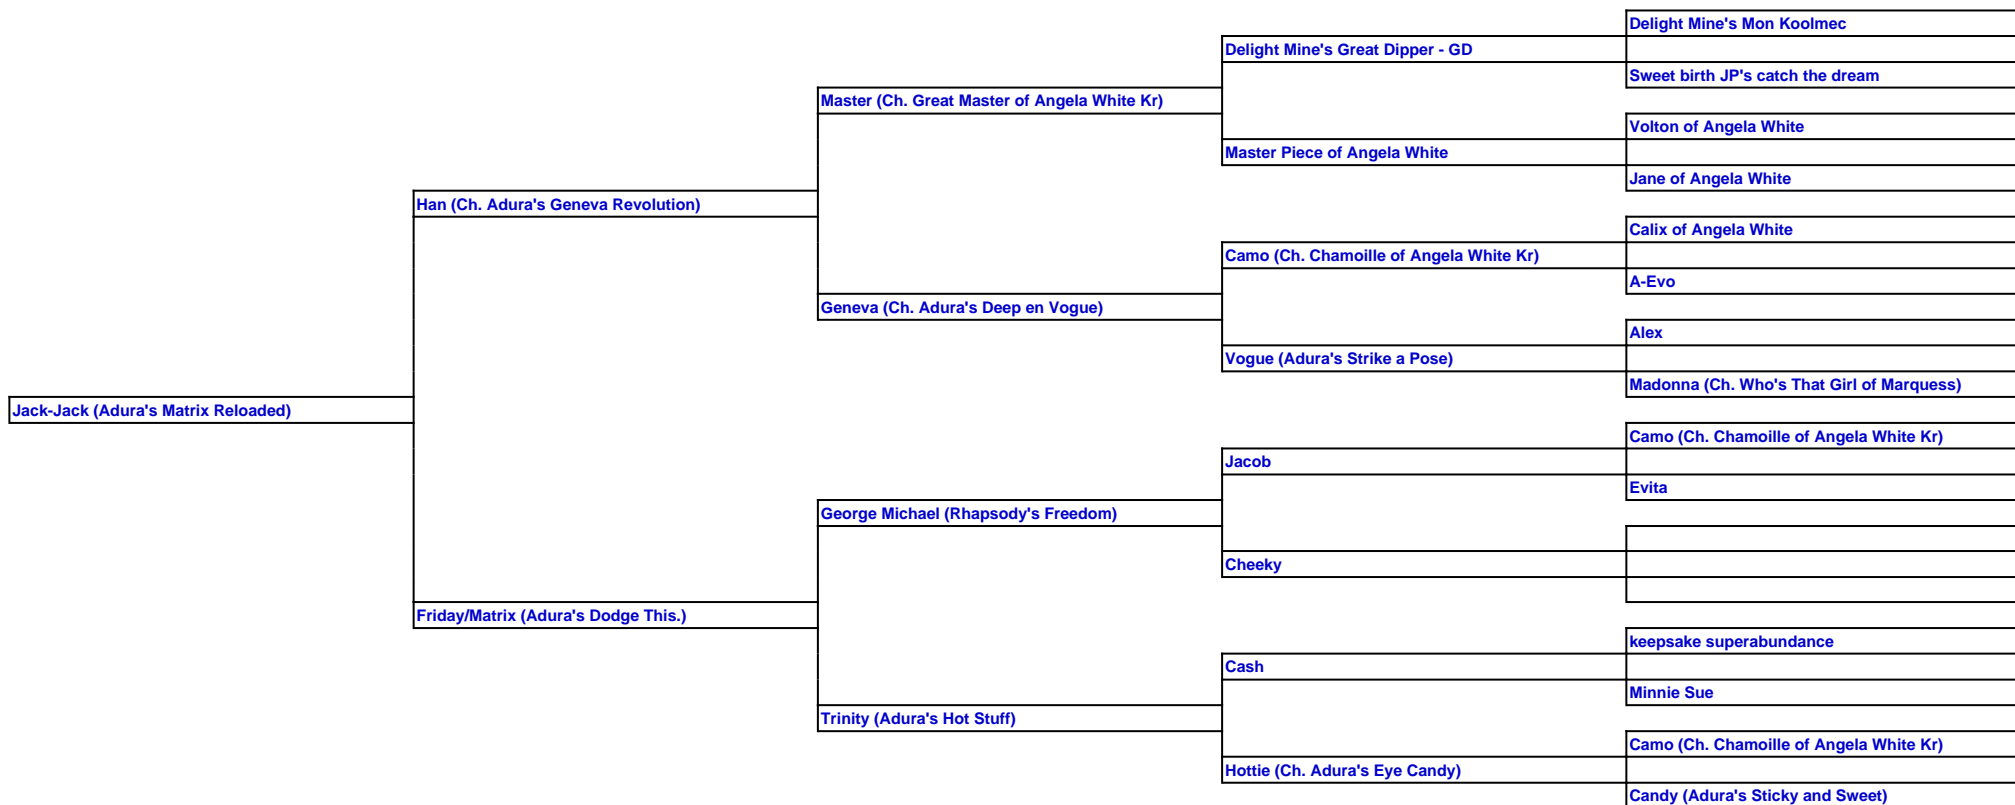 Delight Mine's Mon Koolmec
Delight Mine's Great Dipper - GD
Sweet birth JP's catch the dream
Master (Ch. Great Master of Angela White Kr)
Volton of Angela White
Master Piece of Angela White
Jane of Angela White
Han (Ch. Adura's Geneva Revolution)
Calix of Angela White
Camo (Ch. Chamoille of Angela White Kr)
A-Evo
Geneva (Ch. Adura's Deep en Vogue)
Alex
Vogue (Adura's Strike a Pose)
Madonna (Ch. Who's That Girl of Marquess)
Jack-Jack (Adura's Matrix Reloaded)
Camo (Ch. Chamoille of Angela White Kr)
Jacob
Evita
George Michael (Rhapsody's Freedom)
Cheeky
Friday/Matrix (Adura's Dodge This.)
keepsake superabundance
Cash
Minnie Sue
Trinity (Adura's Hot Stuff)
Camo (Ch. Chamoille of Angela White Kr)
Hottie (Ch. Adura's Eye Candy)
Candy (Adura's Sticky and Sweet)